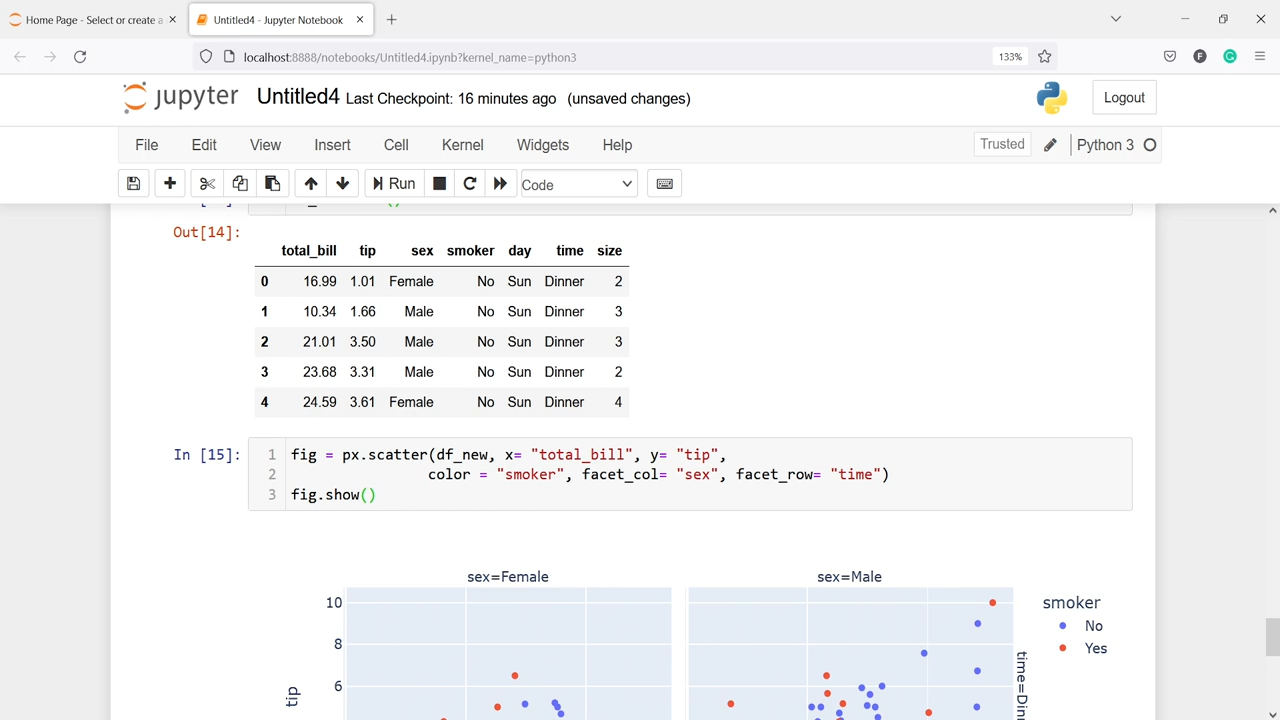 Home Page - Select or create a
Untitled4 - Jupyter Notebook
localhost:8888/notebooks/Untitled4.ipynb?kernel_name=python3
133%
F
G
jupyter Untitled4 Last Checkpoint: 16 minutes ago (unsaved changes)
Logout
File Edit View Insert Cell Kernel Widgets Help
Trusted
Python 3
Run
Code
Out[14]:
total_bill tip sex smoker day time size
0 16.99 1.01 Female No Sun Dinner 2
1 10.34 1.66 Male No Sun Dinner 3
2 21.01 3.50 Male No Sun Dinner 3
3 23.68 3.31 Male No Sun Dinner 2
4 24.59 3.61 Female No Sun Dinner 4
In [15]:
1 fig = px.scatter(df_new, x= "total_bill", y= "tip",
2 color = "smoker", facet_col= "sex", facet_row= "time")
3 fig.show()
sex=Female
sex=Male
10
8
6
tip
smoker
No
Yes